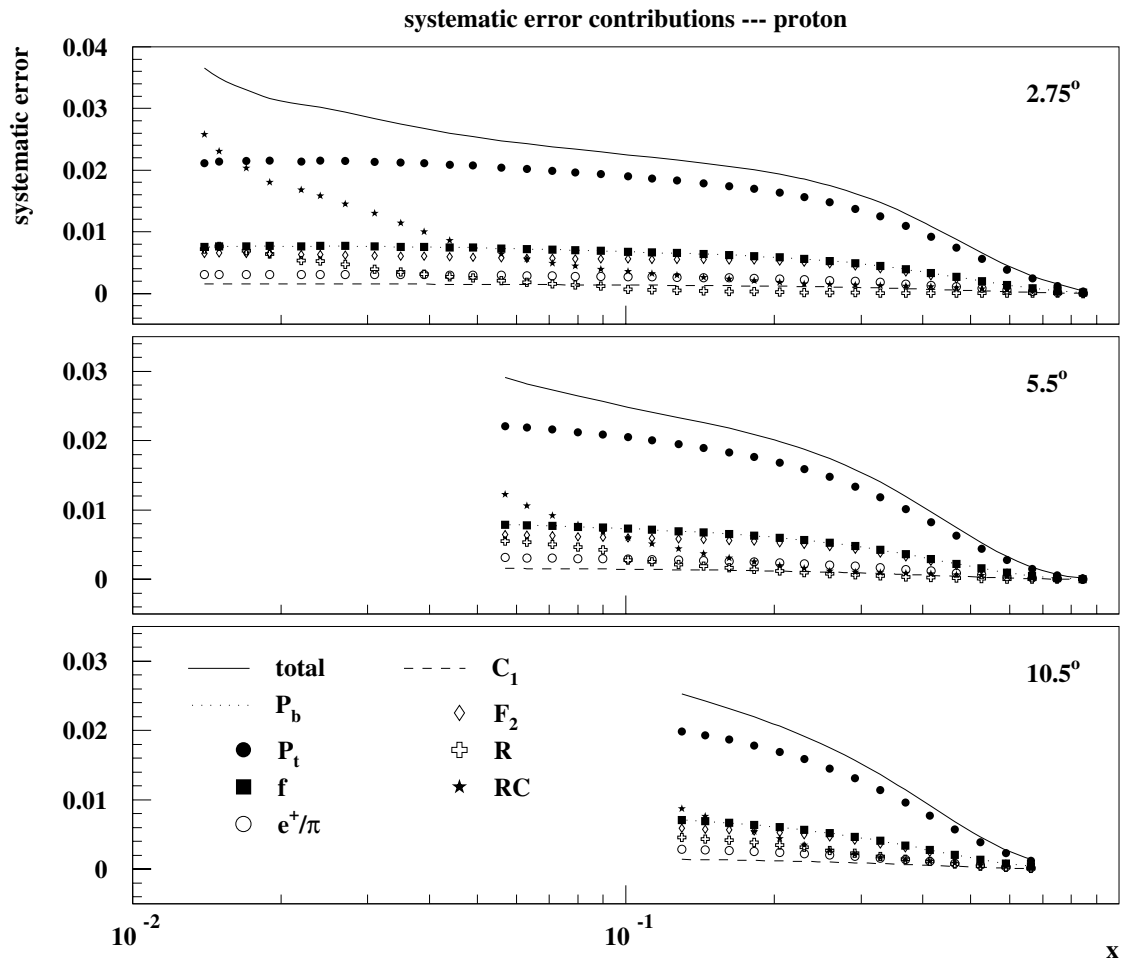 systematic error contributions --- proton
systematic error
0.04
0.03
0.02
0.01
0
2.75°
0.03
0.02
0.01
0
5.5°
0.03
0.02
0.01
0
10.5°
total
P_b
P_t
f
e⁺/π
C₁
F₂
R
RC
10⁻²
10⁻¹
x